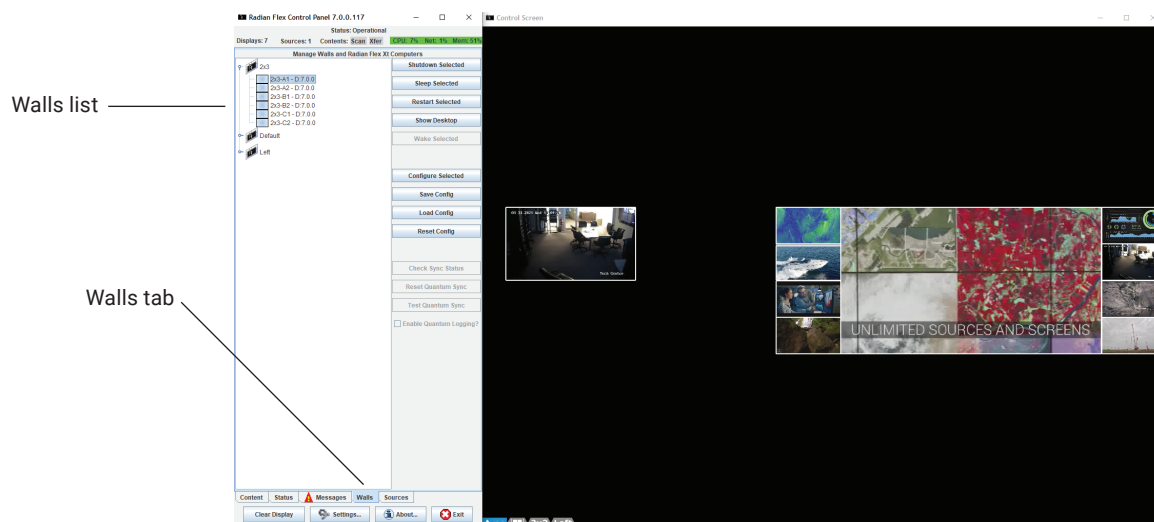 Radian Flex Control Panel 7.0.0.117
Status: Operational
Displays: 7 Sources: 1 Contents: Scan Xfer CPU: 7% Net: 1% Mem: 51%
Manage Walls and Radian Flex Xt Computers
2x3
2x3-A1 - D:7.0.0
2x3-A2 - D:7.0.0
2x3-B1 - D:7.0.0
2x3-B2 - D:7.0.0
2x3-C1 - D:7.0.0
2x3-C2 - D:7.0.0
Default
Left
Shutdown Selected
Sleep Selected
Restart Selected
Show Desktop
Wake Selected
Configure Selected
Save Config
Load Config
Reset Config
Check Sync Status
Reset Quantum Sync
Test Quantum Sync
Enable Quantum Logging?
Content Status Messages Walls Sources
Clear Display Settings... About... Exit
Walls list
Walls tab
Control Screen
Tech Center
UNLIMITED SOURCES AND SCREENS